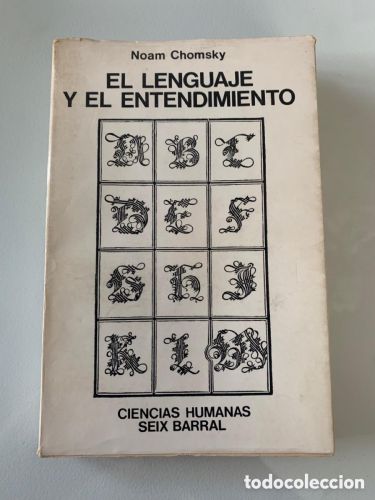 Noam Chomsky
EL LENGUAJE
Y EL ENTENDIMIENTO
A B C
D E F
G H I
K L M
CIENCIAS HUMANAS
SEIX BARRAL
todocoleccion